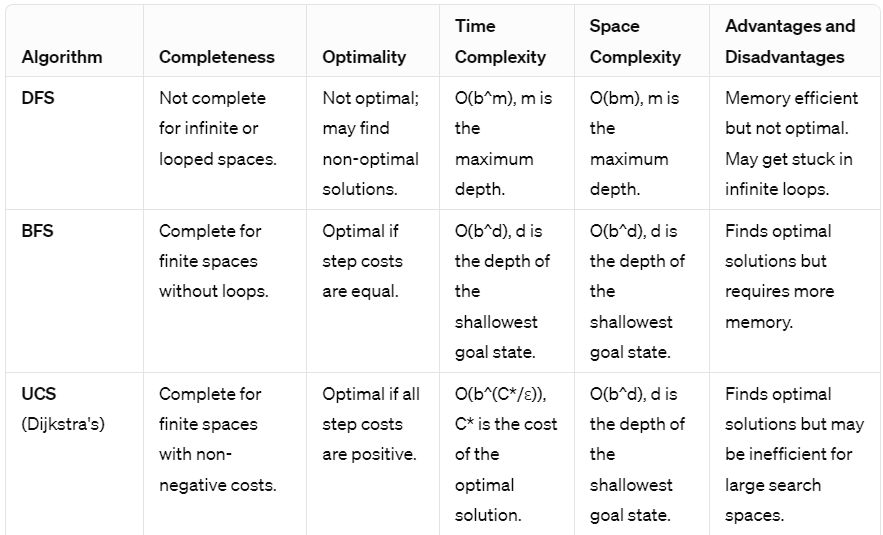 Algorithm
Completeness
Optimality
Time
Complexity
Space
Complexity
Advantages and
Disadvantages
DFS
Not complete
for infinite or
looped spaces.
Not optimal;
may find
non-optimal
solutions.
O(b^m), m is
the
maximum
depth.
O(bm), m is
the
maximum
depth.
Memory efficient
but not optimal.
May get stuck in
infinite loops.
BFS
Complete for
finite spaces
without loops.
Optimal if
step costs
are equal.
O(b^d), d is
the depth of
the
shallowest
goal state.
O(b^d), d is
the depth of
the
shallowest
goal state.
Finds optimal
solutions but
requires more
memory.
UCS
(Dijkstra's)
Complete for
finite spaces
with non-
negative costs.
Optimal if all
step costs
are positive.
O(b^(C*/ε)),
C* is the cost
of the
optimal
solution.
O(b^d), d is
the depth of
the
shallowest
goal state.
Finds optimal
solutions but may
be inefficient for
large search
spaces.